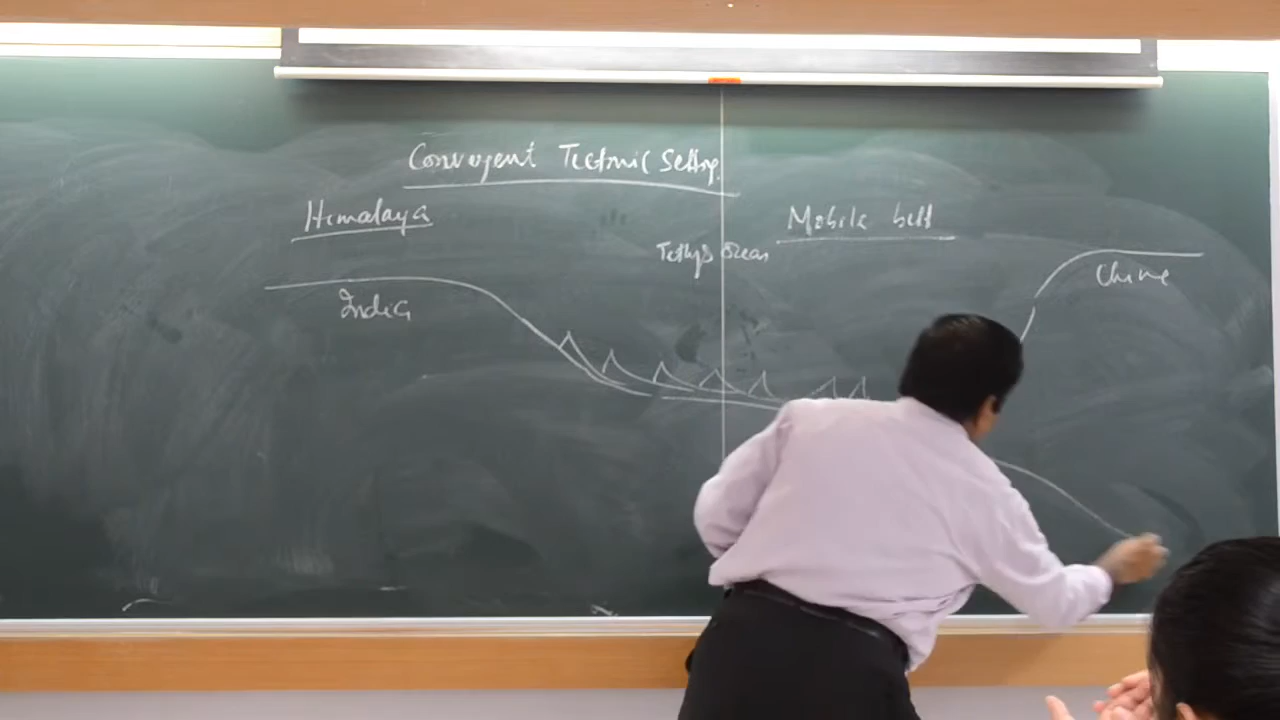 Convergent Tectonic Setting
Himalaya
Mobile belt
Tethys Ocean
India
China